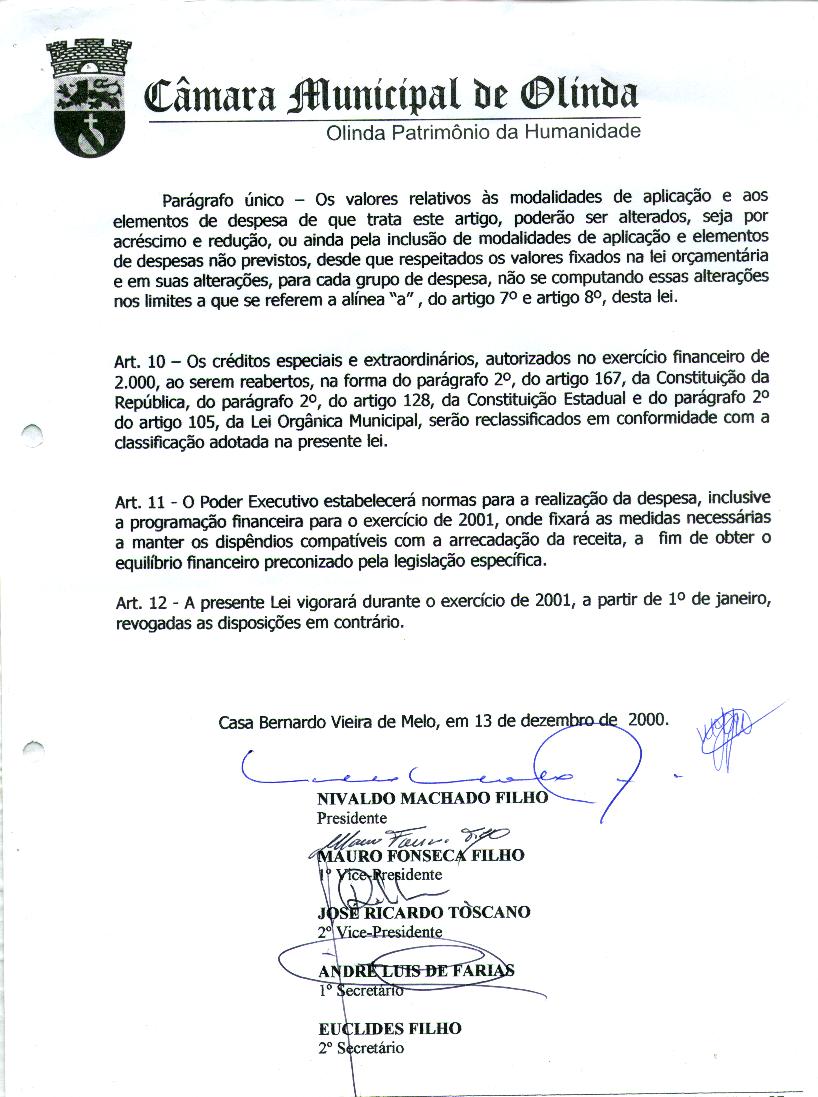 Câmara Municipal de Olinda
Olinda Patrimônio da Humanidade
Parágrafo único – Os valores relativos às modalidades de aplicação e aos
elementos de despesa de que trata este artigo, poderão ser alterados, seja por
acréscimo e redução, ou ainda pela inclusão de modalidades de aplicação e elementos
de despesas não previstos, desde que respeitados os valores fixados na lei orçamentária
e em suas alterações, para cada grupo de despesa, não se computando essas alterações
nos limites a que se referem a alínea “a” , do artigo 7º e artigo 8º, desta lei.
Art. 10 – Os créditos especiais e extraordinários, autorizados no exercício financeiro de
2.000, ao serem reabertos, na forma do parágrafo 2º, do artigo 167, da Constituição da
República, do parágrafo 2º, do artigo 128, da Constituição Estadual e do parágrafo 2º
do artigo 105, da Lei Orgânica Municipal, serão reclassificados em conformidade com a
classificação adotada na presente lei.
Art. 11 - O Poder Executivo estabelecerá normas para a realização da despesa, inclusive
a programação financeira para o exercício de 2001, onde fixará as medidas necessárias
a manter os dispêndios compatíveis com a arrecadação da receita, a fim de obter o
equilíbrio financeiro preconizado pela legislação específica.
Art. 12 - A presente Lei vigorará durante o exercício de 2001, a partir de 1º de janeiro,
revogadas as disposições em contrário.
Casa Bernardo Vieira de Melo, em 13 de dezembro de 2000.
NIVALDO MACHADO FILHO
Presidente
MAURO FONSECA FILHO
1º Vice-Presidente
JOSÉ RICARDO TOSCANO
2º Vice-Presidente
ANDRÉ LUIS DE FARIAS
1º Secretário
EUCLIDES FILHO
2º Secretário